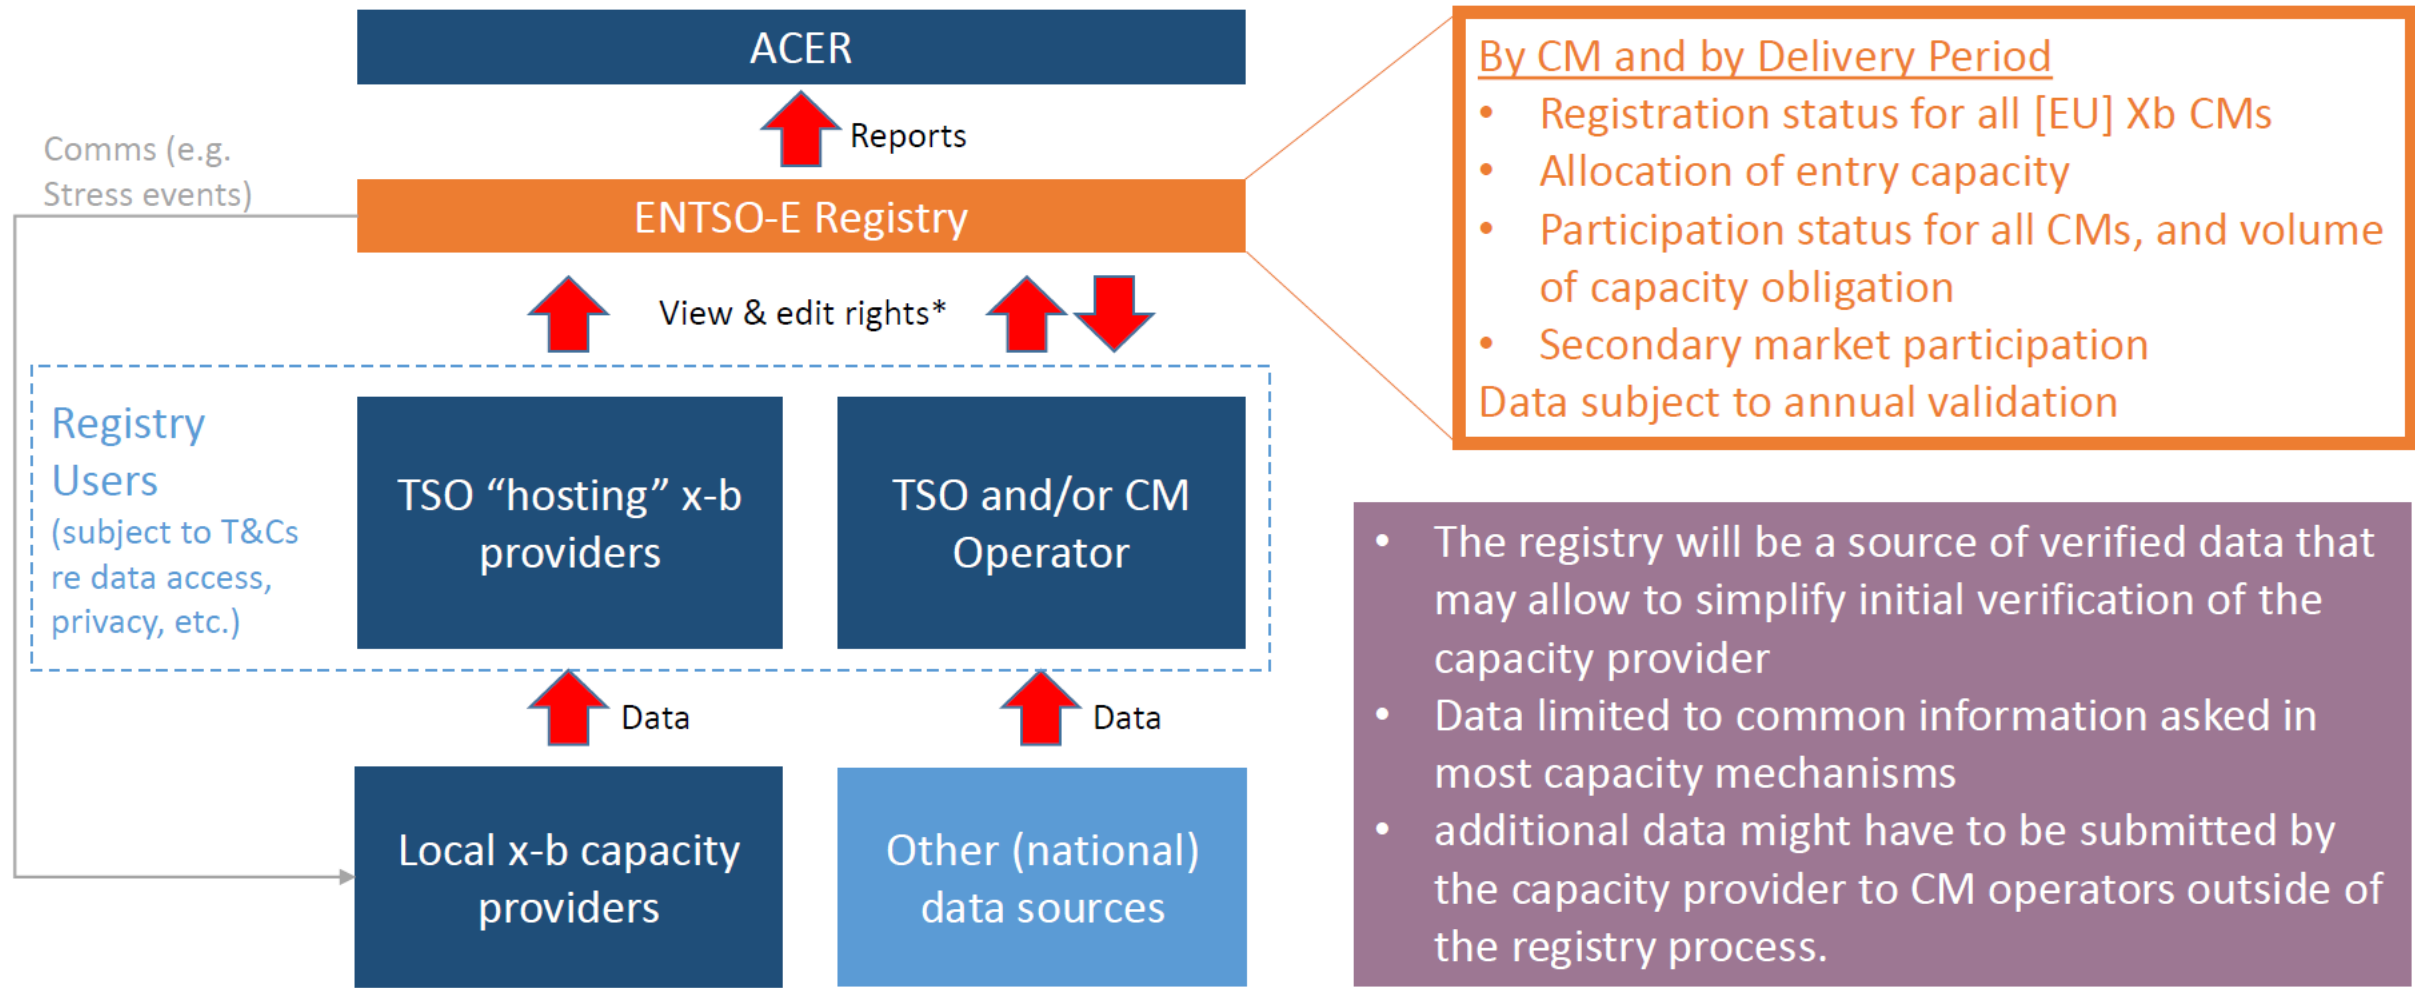 ACER
Reports
Comms (e.g.
Stress events)
ENTSO-E Registry
View & edit rights*
Registry
Users
(subject to T&Cs
re data access,
privacy, etc.)
TSO “hosting” x-b
providers
TSO and/or CM
Operator
Data
Data
Local x-b capacity
providers
Other (national)
data sources
By CM and by Delivery Period
• Registration status for all [EU] Xb CMs
• Allocation of entry capacity
• Participation status for all CMs, and volume
of capacity obligation
• Secondary market participation
Data subject to annual validation
• The registry will be a source of verified data that
may allow to simplify initial verification of the
capacity provider
• Data limited to common information asked in
most capacity mechanisms
• additional data might have to be submitted by
the capacity provider to CM operators outside of
the registry process.